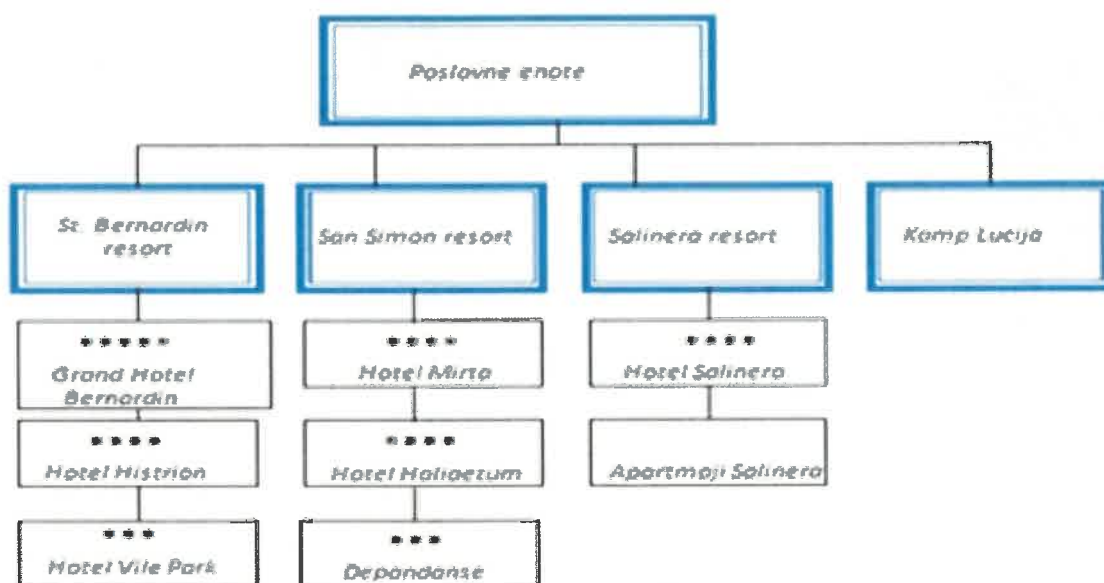 Poslovne enote
St. Bernardin
resort
San Simon resort
Salinera resort
Kamp Lucija
*****
Grand Hotel
Bernardin
****
Hotel Histrion
***
Hotel Vile Park
****
Hotel Mirta
****
Hotel Haliaetum
***
Depandanse
****
Hotel Salinera
Apartmaji Salinera